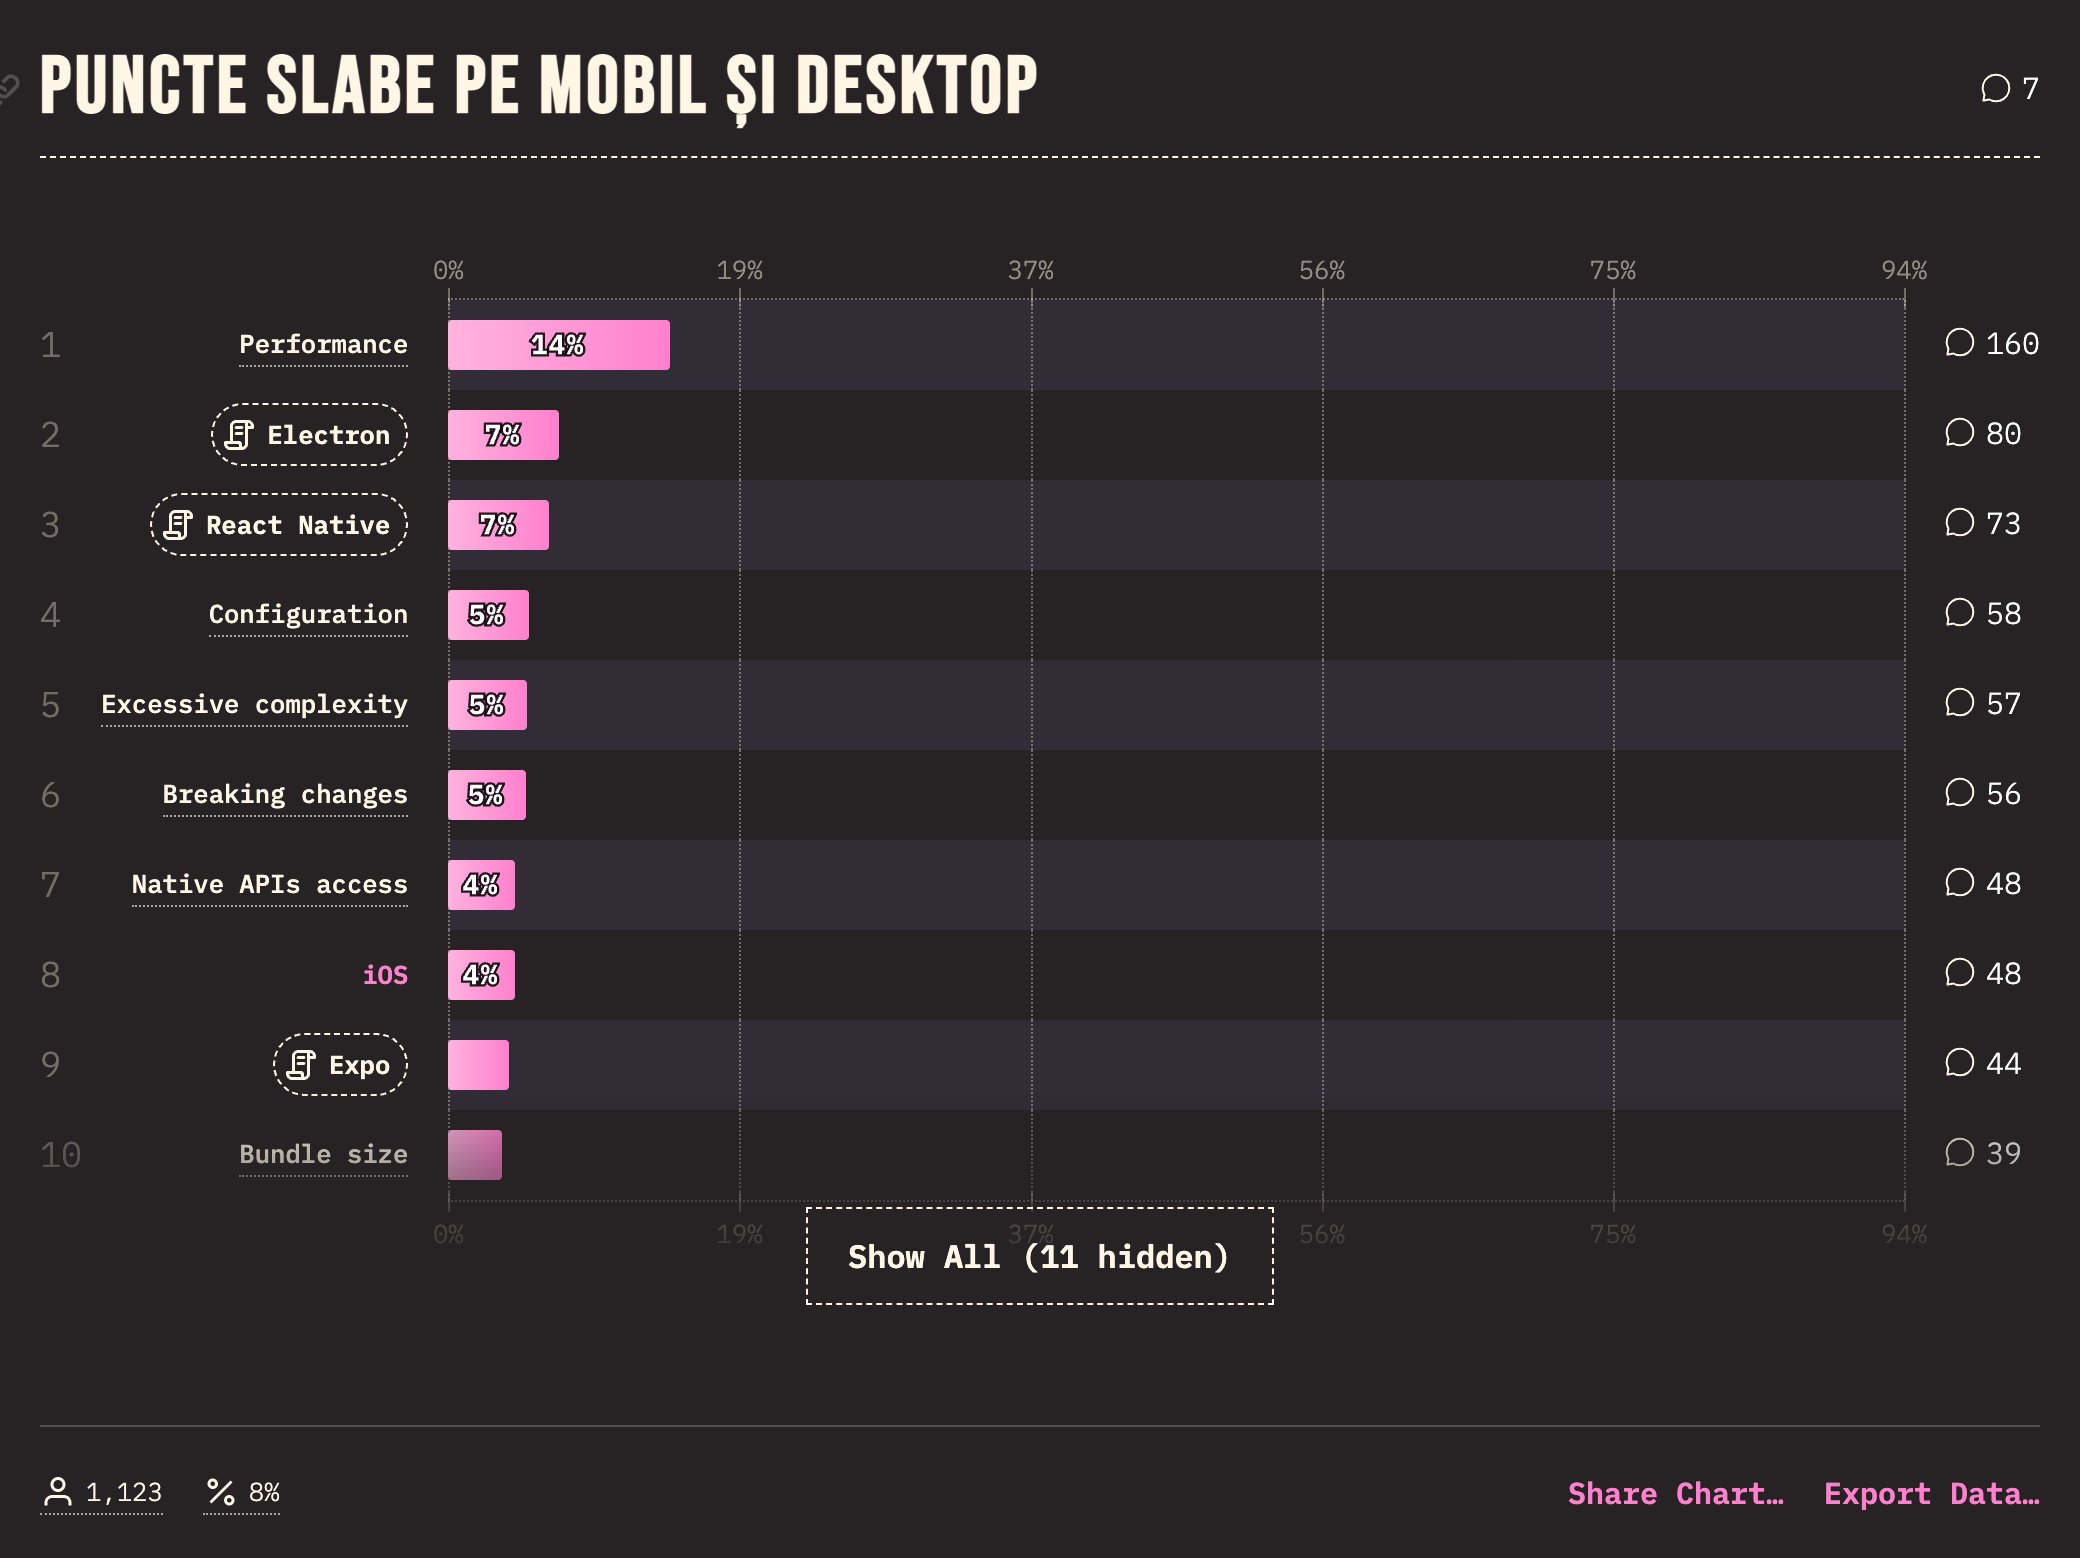 PUNCTE SLABE PE MOBIL ȘI DESKTOP
7
0% 19% 37% 56% 75% 94%
1 Performance 14% 160
2 Electron 7% 80
3 React Native 7% 73
4 Configuration 5% 58
5 Excessive complexity 5% 57
6 Breaking changes 5% 56
7 Native APIs access 4% 48
8 iOS 4% 48
9 Expo 44
10 Bundle size 39
0% 19% 37% 56% 75% 94%
Show All (11 hidden)
1,123 8% Share Chart… Export Data…